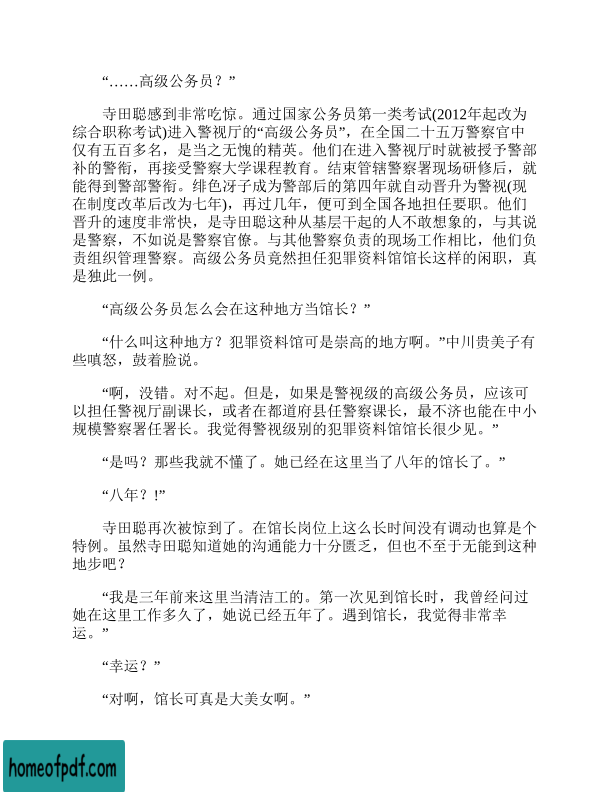 “……高级公务员？”
寺田聪感到非常吃惊。通过国家公务员第一类考试(2012年起改为
综合职称考试)进入警视厅的“高级公务员”，在全国二十五万警察官中
仅有五百多名，是当之无愧的精英。他们在进入警视厅时就被授予警部
补的警衔，再接受警察大学课程教育。结束管辖警察署现场研修后，就
能得到警部警衔。绯色冴子成为警部后的第四年就自动晋升为警视(现
在制度改革后改为七年)，再过几年，便可到全国各地担任要职。他们
晋升的速度非常快，是寺田聪这种从基层干起的人不敢想象的，与其说
是警察，不如说是警察官僚。与其他警察负责的现场工作相比，他们负
责组织管理警察。高级公务员竟然担任犯罪资料馆馆长这样的闲职，真
是独此一例。
“高级公务员怎么会在这种地方当馆长？”
“什么叫这种地方？犯罪资料馆可是崇高的地方啊。”中川贵美子有
些嗔怒，鼓着脸说。
“啊，没错。对不起。但是，如果是警视级的高级公务员，应该可
以担任警视厅副课长，或者在都道府县任警察课长，最不济也能在中小
规模警察署任署长。我觉得警视级别的犯罪资料馆馆长很少见。”
“是吗？那些我就不懂了。她已经在这里当了八年的馆长了。”
“八年？!”
寺田聪再次被惊到了。在馆长岗位上这么长时间没有调动也算是个
特例。虽然寺田聪知道她的沟通能力十分匮乏，但也不至于无能到这种
地步吧？
“我是三年前来这里当清洁工的。第一次见到馆长时，我曾经问过
她在这里工作多久了，她说已经五年了。遇到馆长，我觉得非常幸
运。”
“幸运？”
“对啊，馆长可真是大美女啊。”
homeofpdf.com